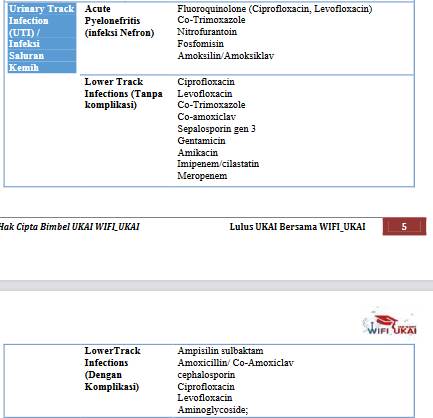 Urinary Track
Infection
(UTI) /
Infeksi
Saluran
Kemih
Acute
Pyelonefritis
(infeksi Nefron)
Fluoroquinolone (Ciprofloxacin, Levofloxacin)
Co-Trimoxazole
Nitrofurantoin
Fosfomisin
Amoksilin/Amoksiklav
Lower Track
Infections (Tanpa
komplikasi)
Ciprofloxacin
Levofloxacin
Co-Trimoxazole
Co-amoxiclav
Sepalosporin gen 3
Gentamicin
Amikacin
Imipenem/cilastatin
Meropenem
Hak Cipta Bimbel UKAI WIFI_UKAI
Lulus UKAI Bersama WIFI_UKAI
5
WIFI UKAI
LowerTrack
Infections
(Dengan
Komplikasi)
Ampisilin sulbaktam
Amoxicillin/ Co-Amoxiclav
cephalosporin
Ciprofloxacin
Levofloxacin
Aminoglycoside;